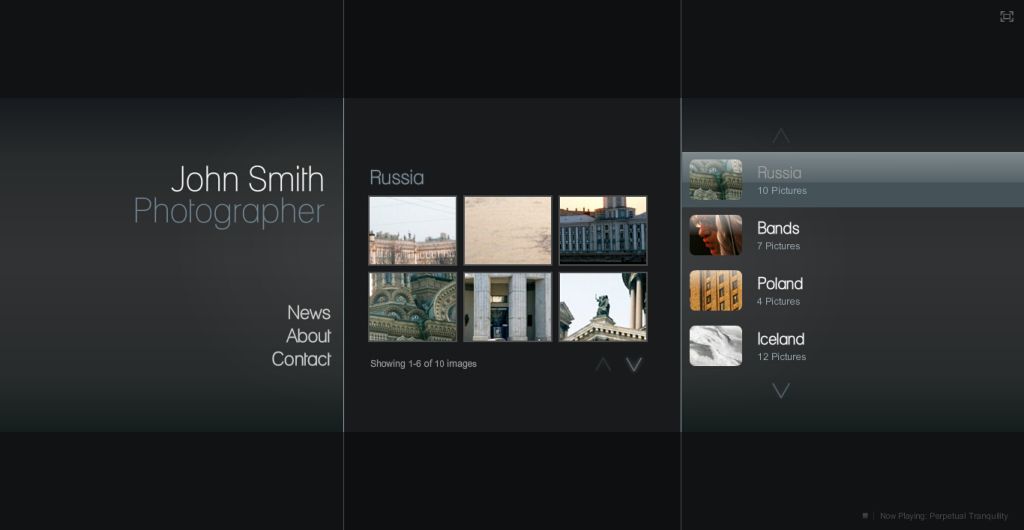 John Smith
Photographer
News
About
Contact
Russia
Showing 1-6 of 10 images
Russia
10 Pictures
Bands
7 Pictures
Poland
4 Pictures
Iceland
12 Pictures
Now Playing: Perpetual Tranquility